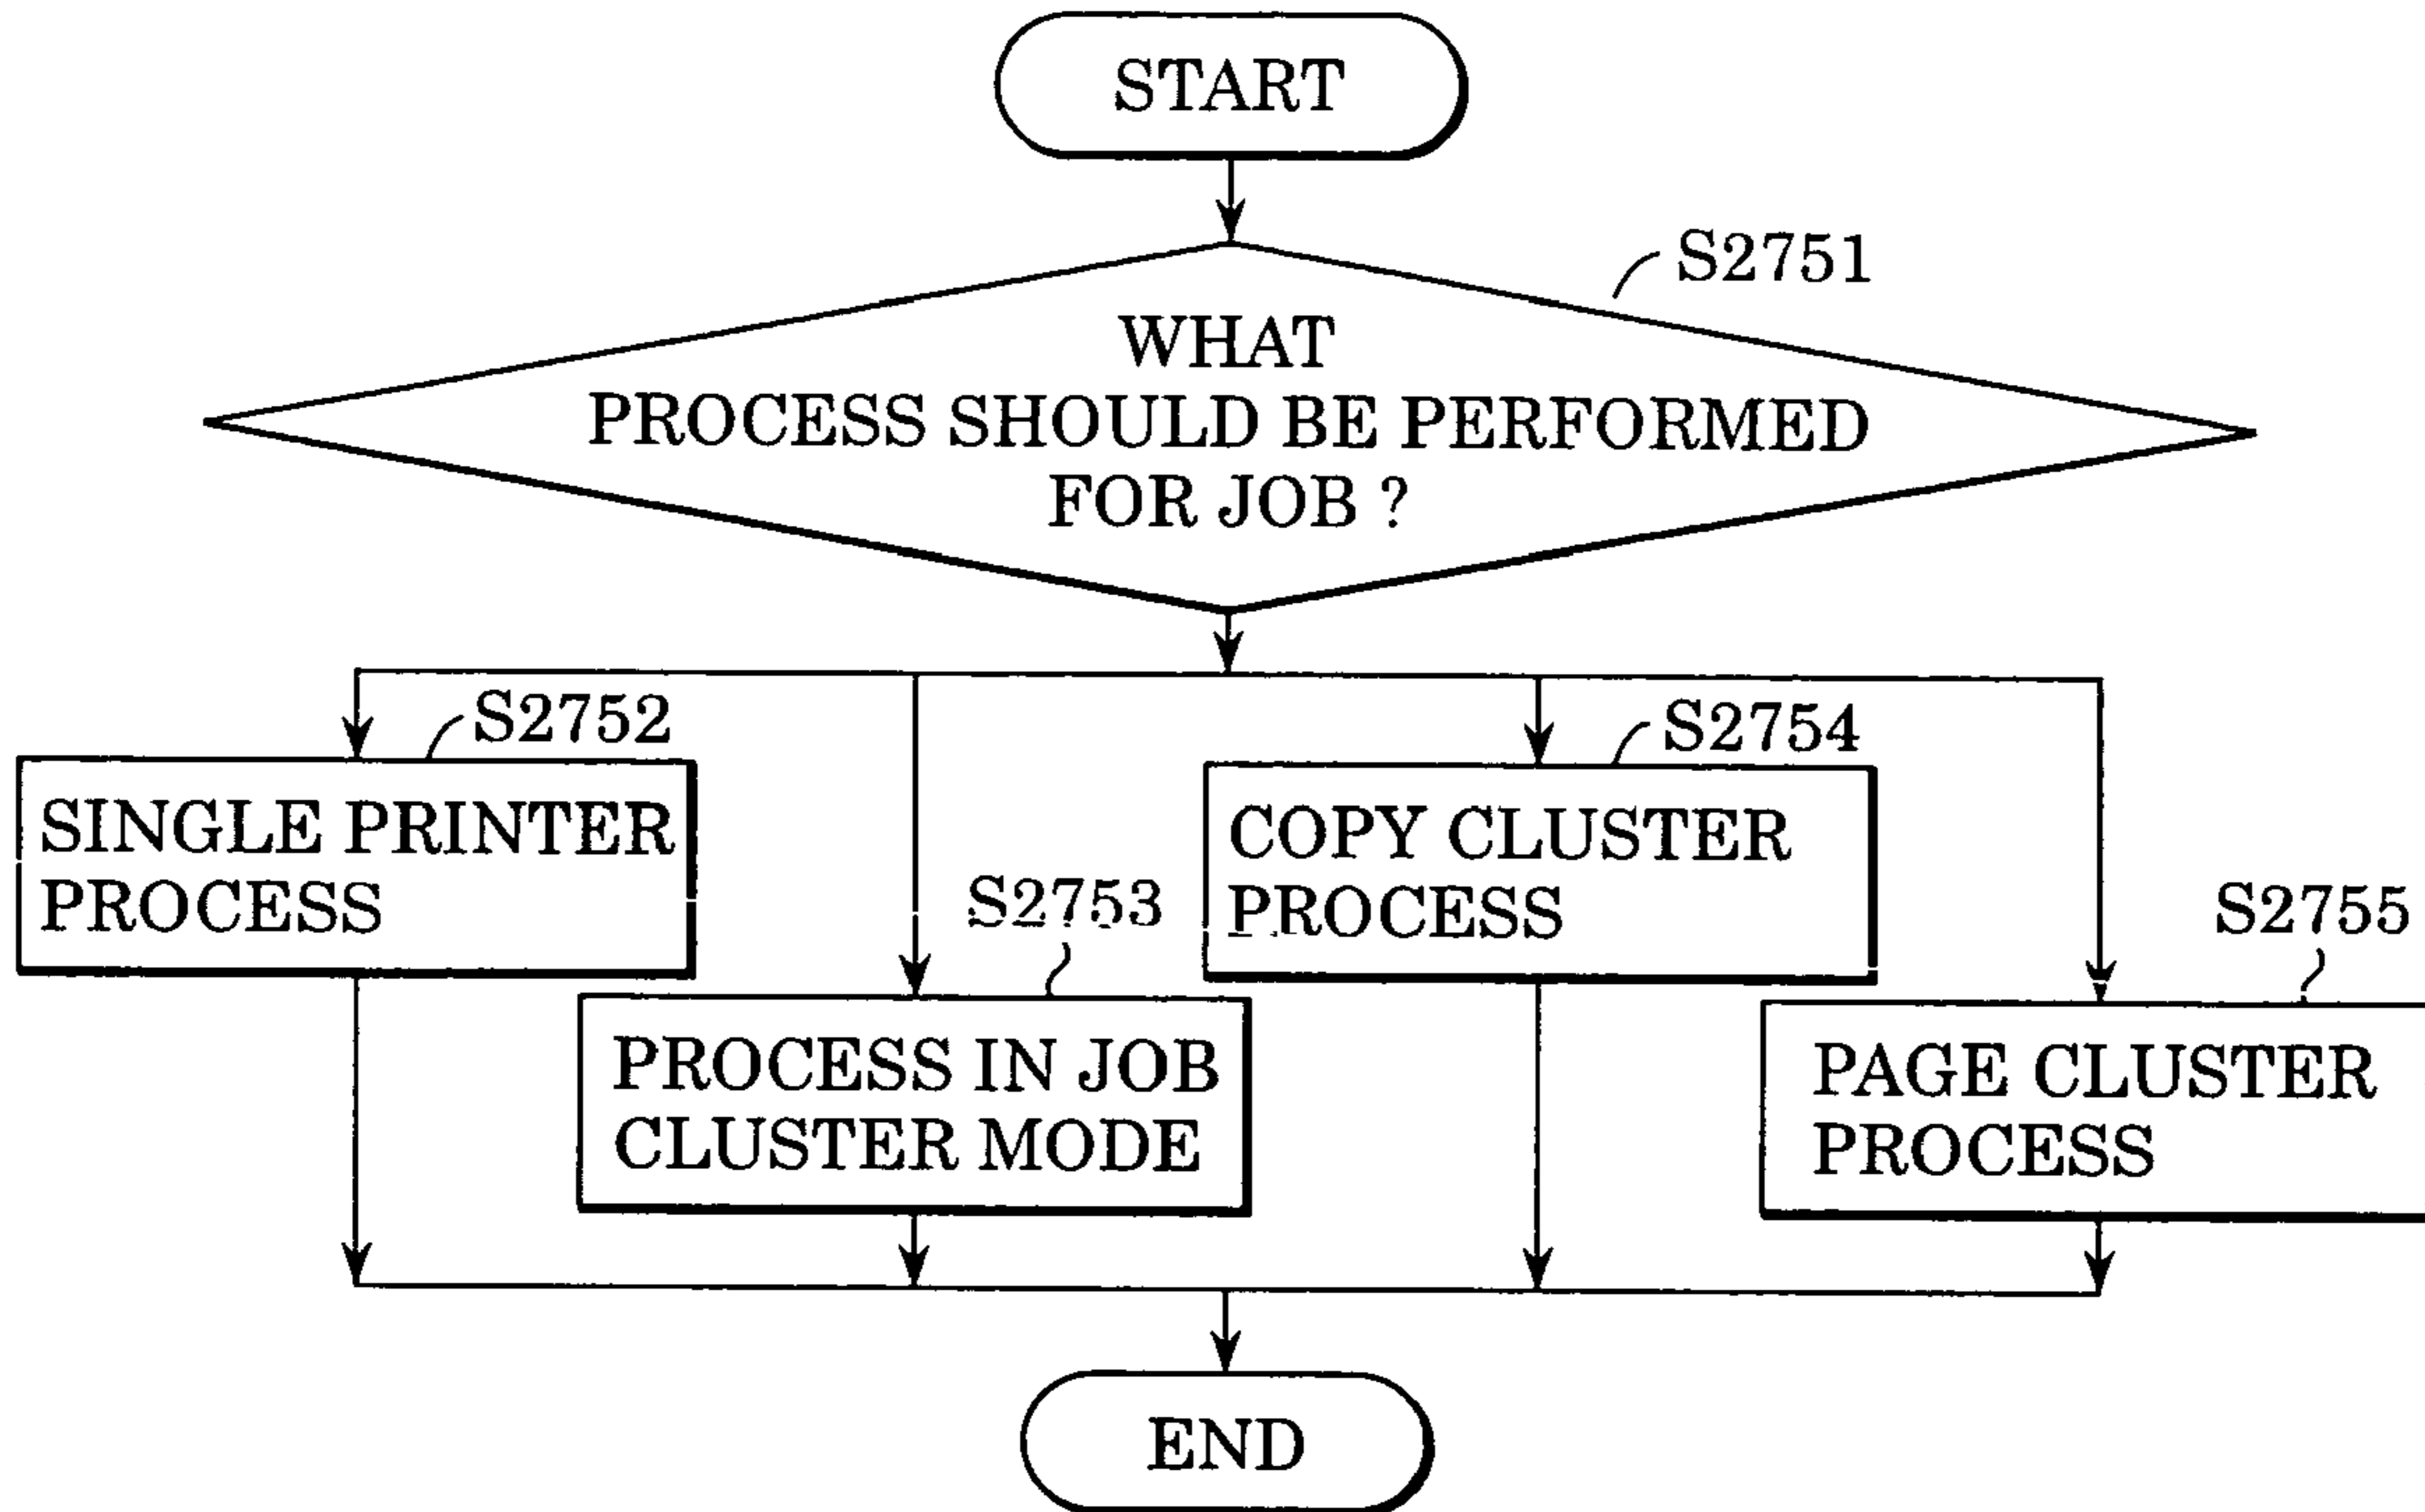 START
S2751
WHAT
PROCESS SHOULD BE PERFORMED
FOR JOB ?
S2752
SINGLE PRINTER
PROCESS
S2753
PROCESS IN JOB
CLUSTER MODE
S2754
COPY CLUSTER
PROCESS
S2755
PAGE CLUSTER
PROCESS
END